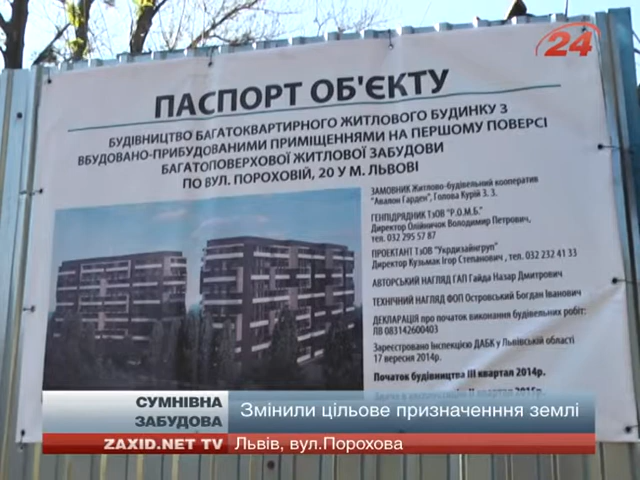 24
ПАСПОРТ ОБ'ЄКТУ
БУДІВНИЦТВО БАГАТОКВАРТИРНОГО ЖИТЛОВОГО БУДИНКУ З
ВБУДОВАНО-ПРИБУДОВАНИМИ ПРИМІЩЕННЯМИ НА ПЕРШОМУ ПОВЕРСІ
БАГАТОПОВЕРХОВОЇ ЖИТЛОВОЇ ЗАБУДОВИ
ПО ВУЛ. ПОРОХОВІЙ, 20 У М. ЛЬВОВІ
ЗАМОВНИК Житлово-будівельний кооператив
"Авалон Гарден", Голова Курій З. З.
ГЕНПІДРЯДНИК ТзОВ "Р.О.М.Б."
Директор Олійничок Володимир Петрович,
тел. 032 295 57 87
ПРОЕКТАНТ ТзОВ "Укрдизайнгруп"
Директор Кузьмак Ігор Степанович , тел. 032 232 41 33
АВТОРСЬКИЙ НАГЛЯД ГАП Гайда Назар Дмитрович
ТЕХНІЧНИЙ НАГЛЯД ФОП Островський Богдан Іванович
ДЕКЛАРАЦІЯ про початок виконання будівельних робіт:
ЛВ 083142600403
Зареєстровано Інспекцією ДАБК у Львівській області
17 вересня 2014р.
Початок будівництва III квартал 2014р.
СУМНІВНА
ЗАБУДОВА
Змінили цільове призначенння землі
ZAXID.NET TV
Львів, вул.Порохова